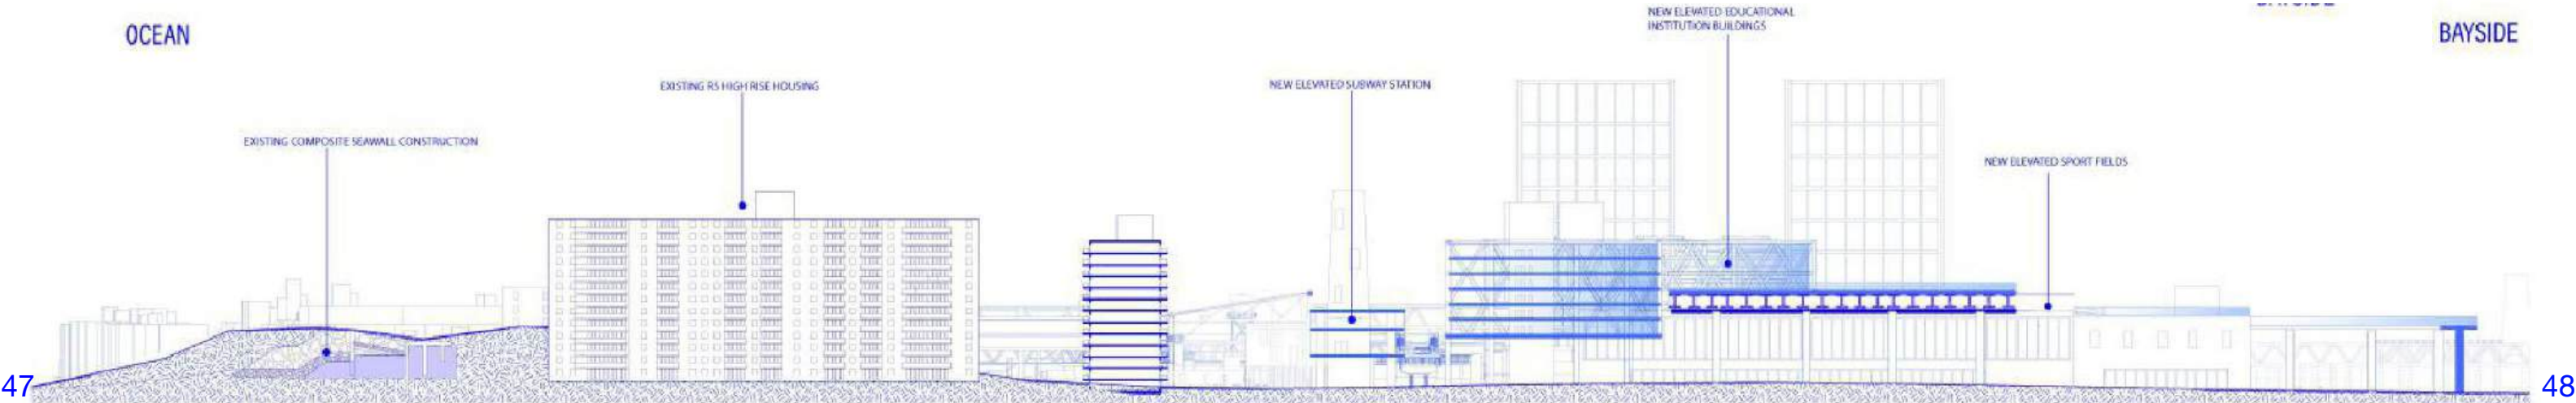 NEW ELEVATED EDUCATIONAL
INSTITUTION BUILDINGS
OCEAN
BAYSIDE
EXISTING R5 HIGH RISE HOUSING
NEW ELEVATED SUBWAY STATION
EXISTING COMPOSITE SEAWALL CONSTRUCTION
NEW ELEVATED SPORT FIELDS
47
48